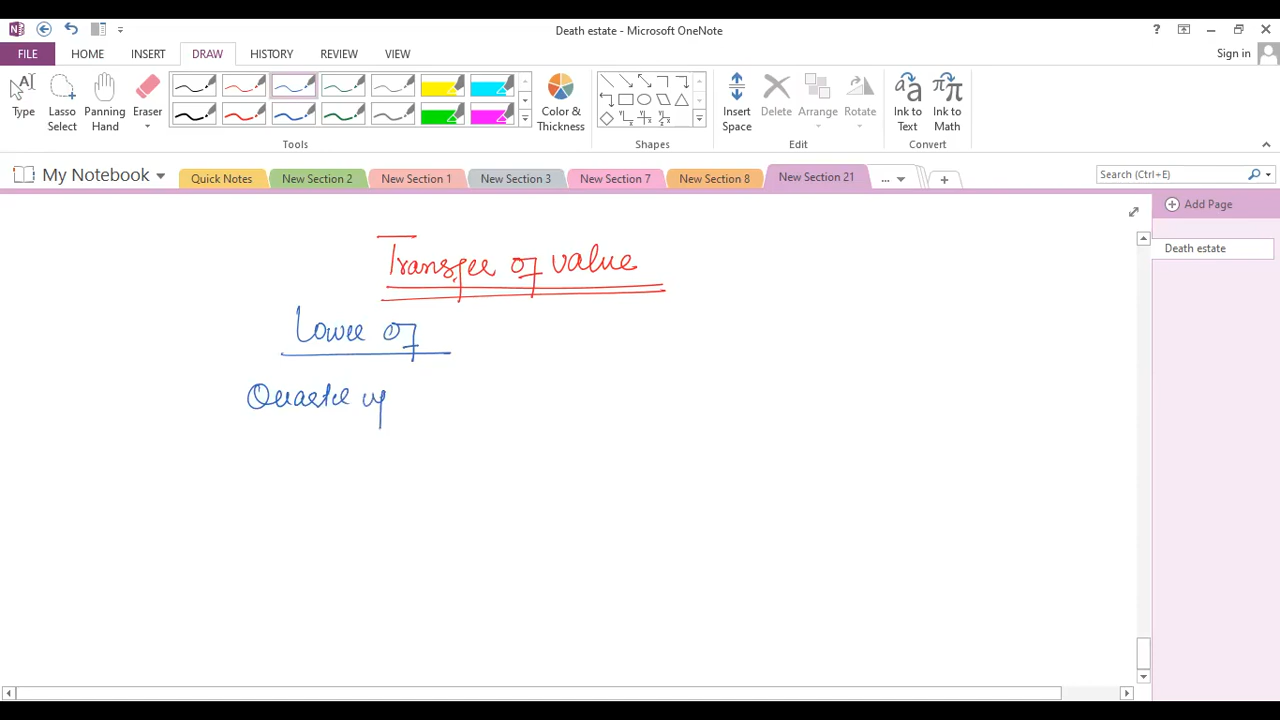 Death estate - Microsoft OneNote
?
FILE HOME INSERT DRAW HISTORY REVIEW VIEW
Sign in
Type Lasso Select Panning Hand Eraser
Color & Thickness
Insert Space Delete Arrange Rotate
Ink to Text Ink to Math
Tools Shapes Edit Convert
My Notebook Quick Notes New Section 2 New Section 1 New Section 3 New Section 7 New Section 8 New Section 21 ... Search (Ctrl+E)
Add Page
Death estate
Transfer of value
Lower of
Quarter up